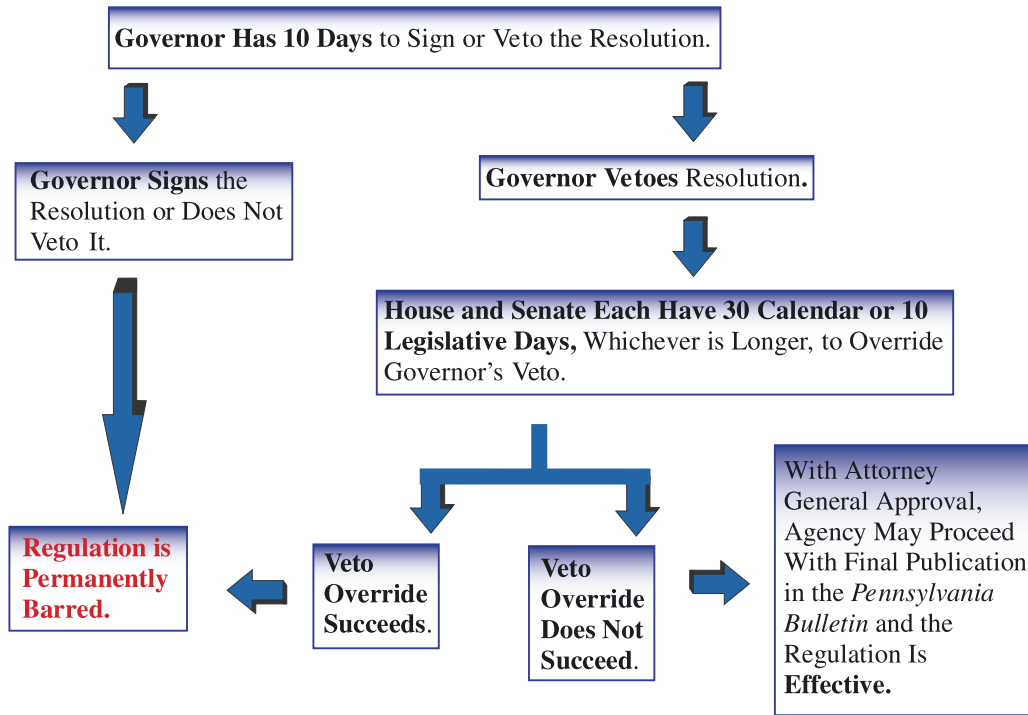 Governor Has 10 Days to Sign or Veto the Resolution.
Governor Signs the
Resolution or Does Not
Veto It.
Governor Vetoes Resolution.
House and Senate Each Have 30 Calendar or 10
Legislative Days, Whichever is Longer, to Override
Governor’s Veto.
With Attorney
General Approval,
Agency May Proceed
With Final Publication
in the Pennsylvania
Bulletin and the
Regulation Is
Effective.
Regulation is
Permanently
Barred.
Veto
Override
Succeeds.
Veto
Override
Does Not
Succeed.